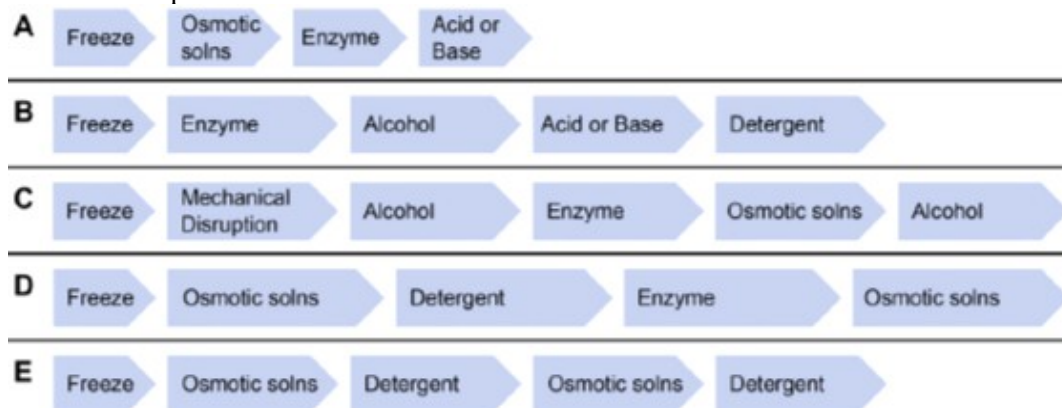 A Freeze Osmotic solns Enzyme Acid or Base
B Freeze Enzyme Alcohol Acid or Base Detergent
C Freeze Mechanical Disruption Alcohol Enzyme Osmotic solns Alcohol
D Freeze Osmotic solns Detergent Enzyme Osmotic solns
E Freeze Osmotic solns Detergent Osmotic solns Detergent